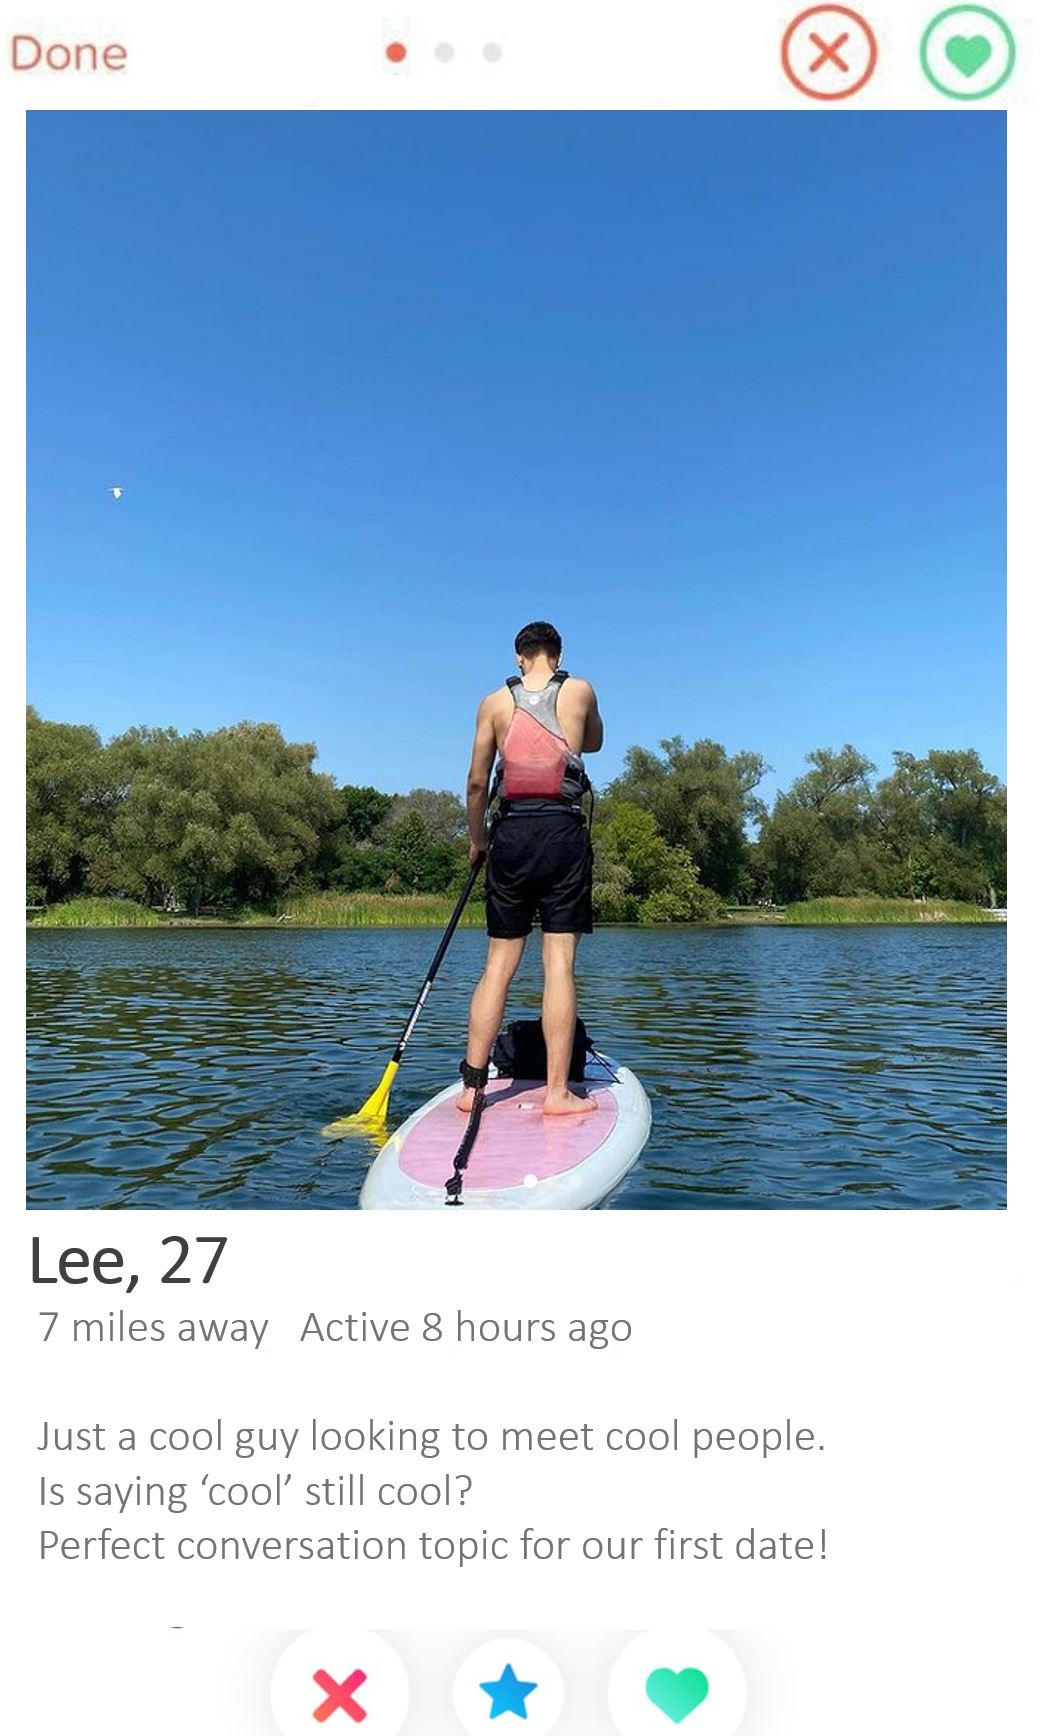 Done
Lee, 27
7 miles away   Active 8 hours ago
Just a cool guy looking to meet cool people.
Is saying ‘cool’ still cool?
Perfect conversation topic for our first date!